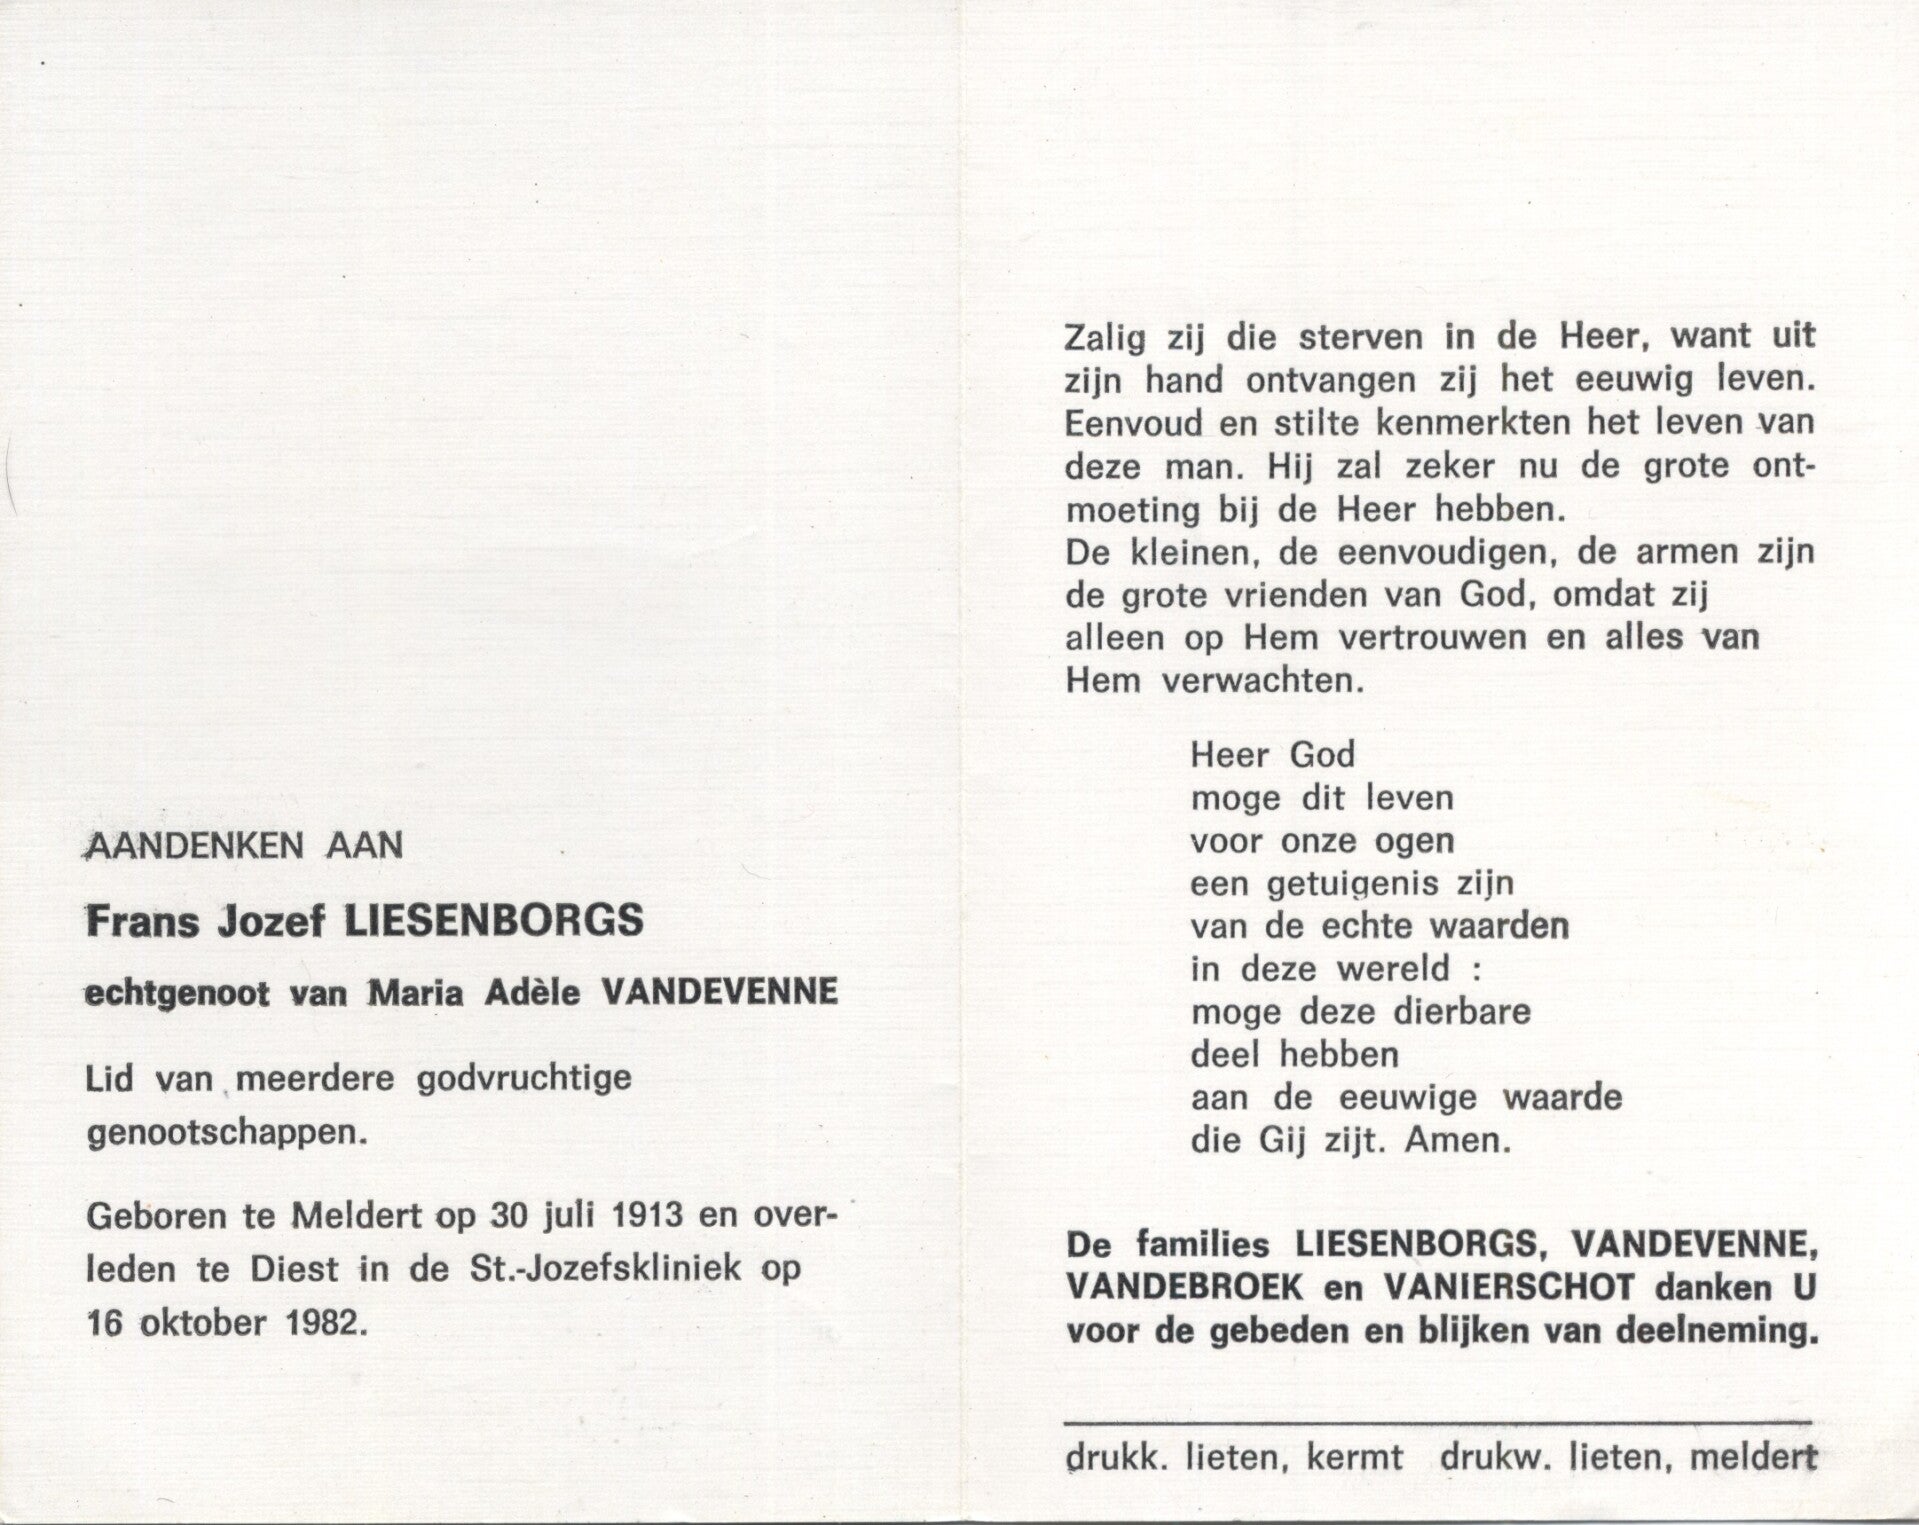 AANDENKEN AAN
Frans Jozef LIESENBORGS
echtgenoot van Maria Adèle VANDEVENNE
Lid van meerdere godvruchtige
genootschappen.
Geboren te Meldert op 30 juli 1913 en over-
leden te Diest in de St.-Jozefskliniek op
16 oktober 1982.
Zalig zij die sterven in de Heer, want uit
zijn hand ontvangen zij het eeuwig leven.
Eenvoud en stilte kenmerkten het leven van
deze man. Hij zal zeker nu de grote ont-
moeting bij de Heer hebben.
De kleinen, de eenvoudigen, de armen zijn
de grote vrienden van God, omdat zij
alleen op Hem vertrouwen en alles van
Hem verwachten.
Heer God
moge dit leven
voor onze ogen
een getuigenis zijn
van de echte waarden
in deze wereld :
moge deze dierbare
deel hebben
aan de eeuwige waarde
die Gij zijt. Amen.
De families LIESENBORGS, VANDEVENNE,
VANDEBROEK en VANIERSCHOT danken U
voor de gebeden en blijken van deelneming.
drukk. lieten, kermt drukw. lieten, meldert